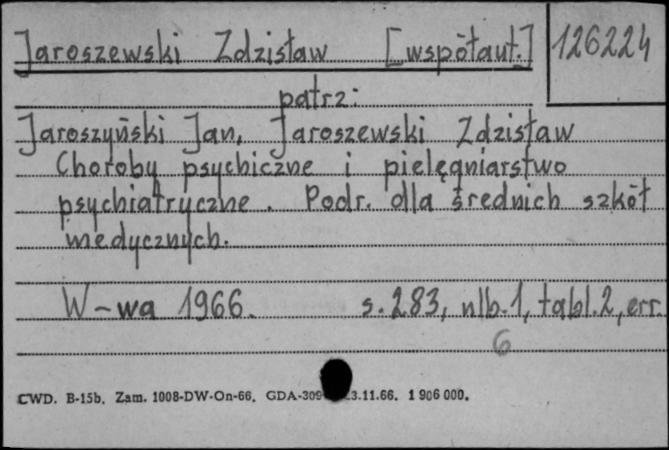 Jaroszewski Zdzisław [współaut.] 126224
patrz:
Jaroszyński Jan, Jaroszewski Zdzisław
Choroby psychiczne i pielęgniarstwo
psychiatryczne. Podr. dla średnich szkół
medycznych.
W-wa 1966. s. 283, nlb. 1, tabl. 2, err.
6
CWD. B-15b. Zam. 1008-DW-On-66. GDA-309 3.11.66. 1 906 000.